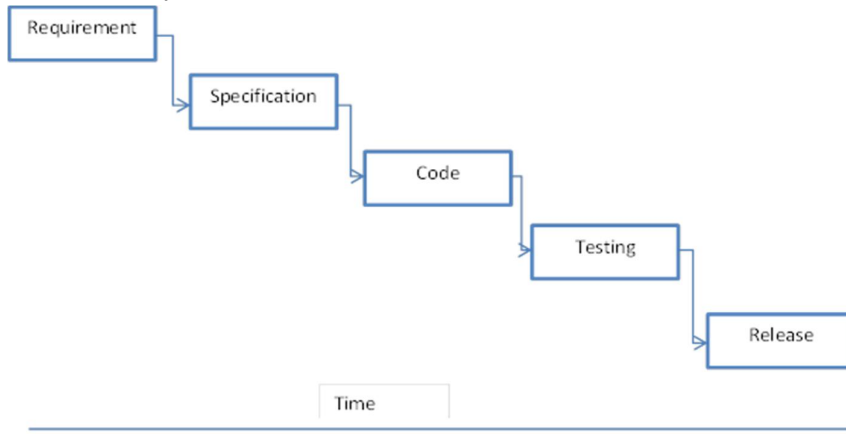 Requirement
Specification
Code
Testing
Release
Time